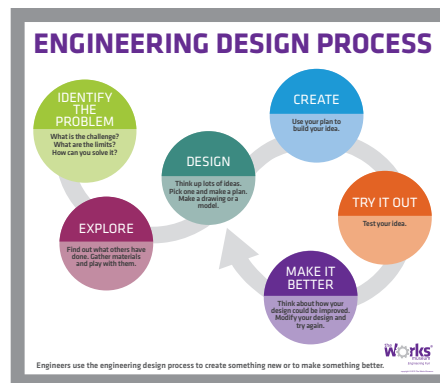 ENGINEERING DESIGN PROCESS
IDENTIFY
THE
PROBLEM
What is the challenge?
What are the limits?
How can you solve it?
EXPLORE
Find out what others have
done. Gather materials
and play with them.
DESIGN
Think up lots of ideas.
Pick one and make a plan.
Make a drawing or a
model.
CREATE
Use your plan to
build your idea.
TRY IT OUT
Test your idea.
MAKE IT
BETTER
Think about how your
design could be improved.
Modify your design and
try again.
Engineers use the engineering design process to create something new or to make something better.
the
Works
museum